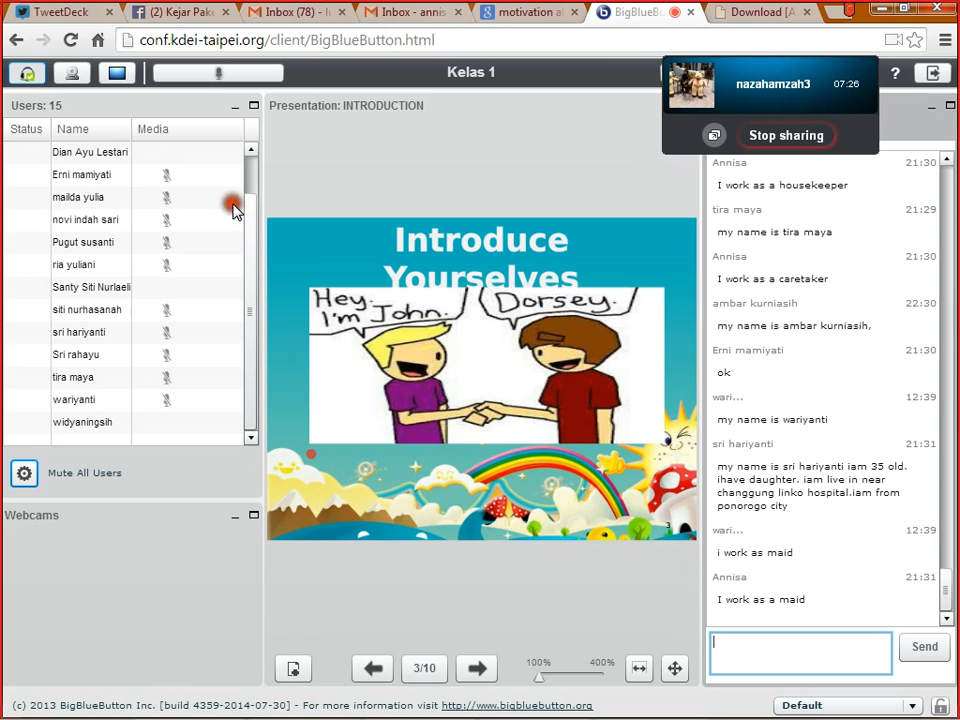 TweetDeck
(2) Kejar Pake
Inbox (78) - l
Inbox - annis
motivation a
BigBlueBu
Download [A
conf.kdei-taipei.org/client/BigBlueButton.html
Kelas 1
?
nazahamzah3
07:26
Stop sharing
Users: 15
Status
Name
Media
Dian Ayu Lestari
Erni mamiyati
mailda yulia
novi indah sari
Pugut susanti
ria yuliani
Santy Siti Nurlaeli
siti nurhasanah
sri hariyanti
Sri rahayu
tira maya
wariyanti
widyaningsih
Mute All Users
Webcams
Presentation: INTRODUCTION
Introduce
Yourselves
Hey.
I'm John.
Dorsey.
3
3/10
100%
400%
Annisa 21:30
I work as a housekeeper
tira maya 21:29
my name is tira maya
Annisa 21:30
I work as a caretaker
ambar kurniasih 22:30
my name is ambar kurniasih,
Erni mamiyati 21:30
ok
wari... 12:39
my name is wariyanti
sri hariyanti 21:31
my name is sri hariyanti iam 35 old.
ihave daughter. iam live in near
changgung linko hospital.iam from
ponorogo city
wari... 12:39
i work as maid
Annisa 21:31
I work as a maid
Send
(c) 2013 BigBlueButton Inc. [build 4359-2014-07-30] - For more information visit http://www.bigbluebutton.org
Default